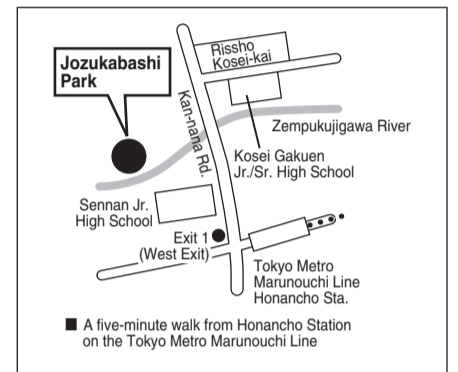 Jozukabashi
Park
Rissho
Kosei-kai
Kan-nana Rd.
Zempukujigawa River
Kosei Gakuen
Jr./Sr. High School
Sennan Jr.
High School
Exit 1
(West Exit)
Tokyo Metro
Marunouchi Line
Honancho Sta.
■ A five-minute walk from Honancho Station
on the Tokyo Metro Marunouchi Line